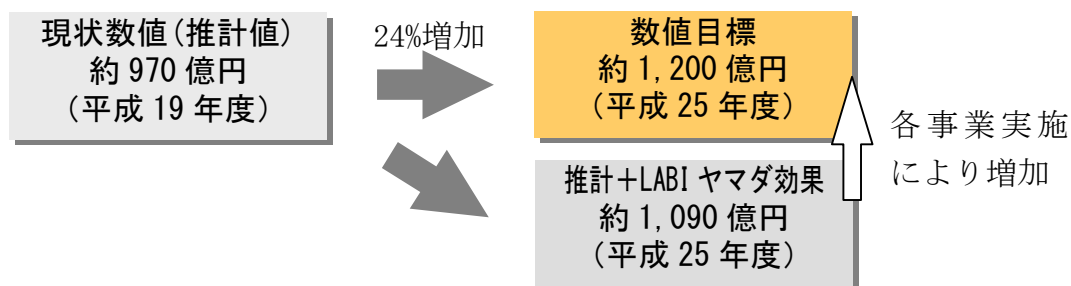 現状数値(推計値)
約 970 億円
(平成 19 年度)
24%増加
数値目標
約 1,200 億円
(平成 25 年度)
各事業実施
により増加
推計+LABI ヤマダ効果
約 1,090 億円
(平成 25 年度)